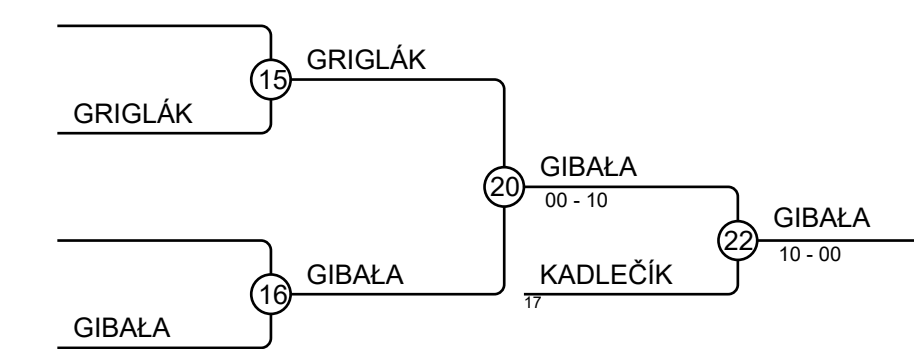 GRIGLÁK
15
GRIGLÁK
GIBAŁA
20
00 - 10
GIBAŁA
22
10 - 00
GIBAŁA
16
KADLEČÍK
17
GIBAŁA